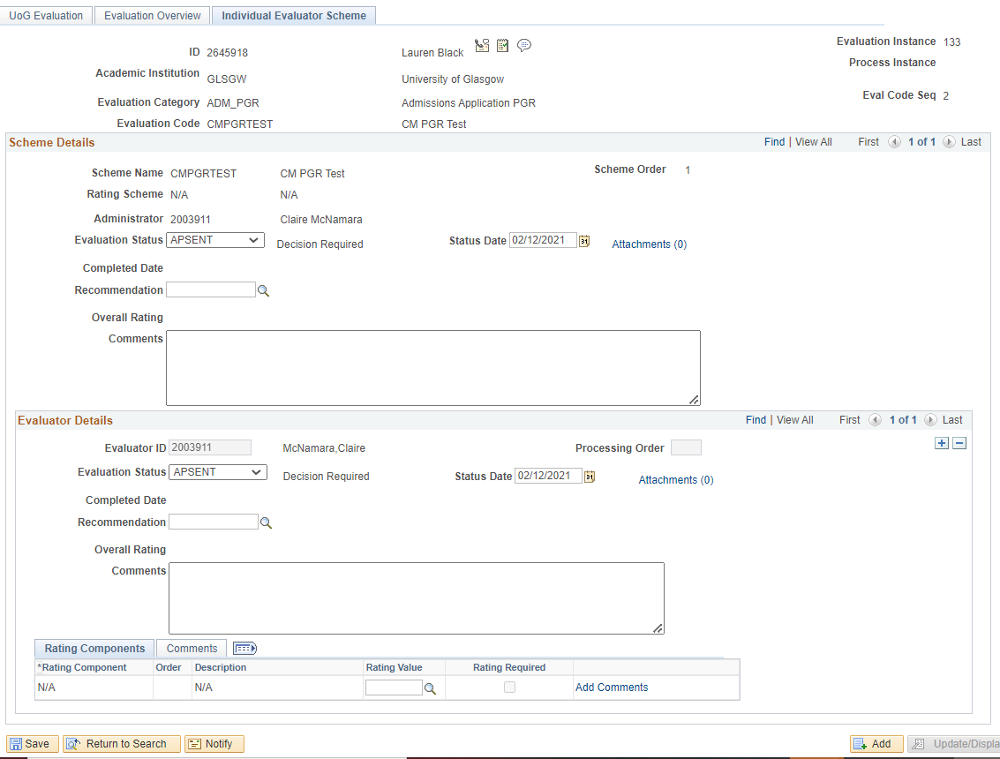 UoG Evaluation Evaluation Overview Individual Evaluator Scheme
ID 2645918 Lauren Black Evaluation Instance 133
Process Instance
Academic Institution GLSGW University of Glasgow
Eval Code Seq 2
Evaluation Category ADM_PGR Admissions Application PGR
Evaluation Code CMPGRTEST CM PGR Test
Scheme Details Find | View All First 1 of 1 Last
Scheme Name CMPGRTEST CM PGR Test Scheme Order 1
Rating Scheme N/A N/A
Administrator 2003911 Claire McNamara
Evaluation Status APSENT Decision Required Status Date 02/12/2021 31 Attachments (0)
Completed Date
Recommendation
Overall Rating
Comments
Evaluator Details Find | View All First 1 of 1 Last
Evaluator ID 2003911 McNamara,Claire Processing Order
Evaluation Status APSENT Decision Required Status Date 02/12/2021 31 Attachments (0)
Completed Date
Recommendation
Overall Rating
Comments
Rating Components Comments
*Rating Component Order Description Rating Value Rating Required
N/A N/A Add Comments
Save Return to Search Notify Add Update/Displa